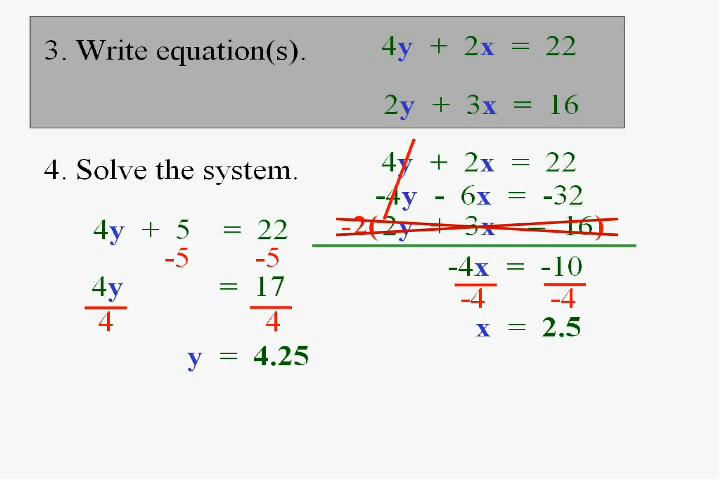 3. Write equation(s).
4y + 2x = 22
2y + 3x = 16
4. Solve the system.
4y + 2x = 22
-4y - 6x = -32
-2(2y + 3x = 16)
4y + 5 = 22
-5 -5
4y = 17
4 4
y = 4.25
-4x = -10
-4 -4
x = 2.5